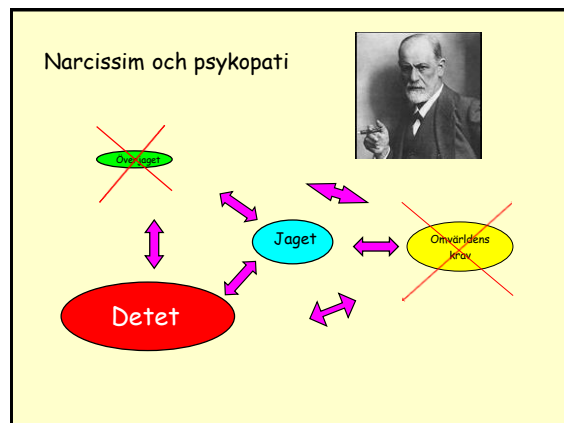 Narcissim och psykopati
Överjaget
Jaget
Omvärldens
krav
Detet